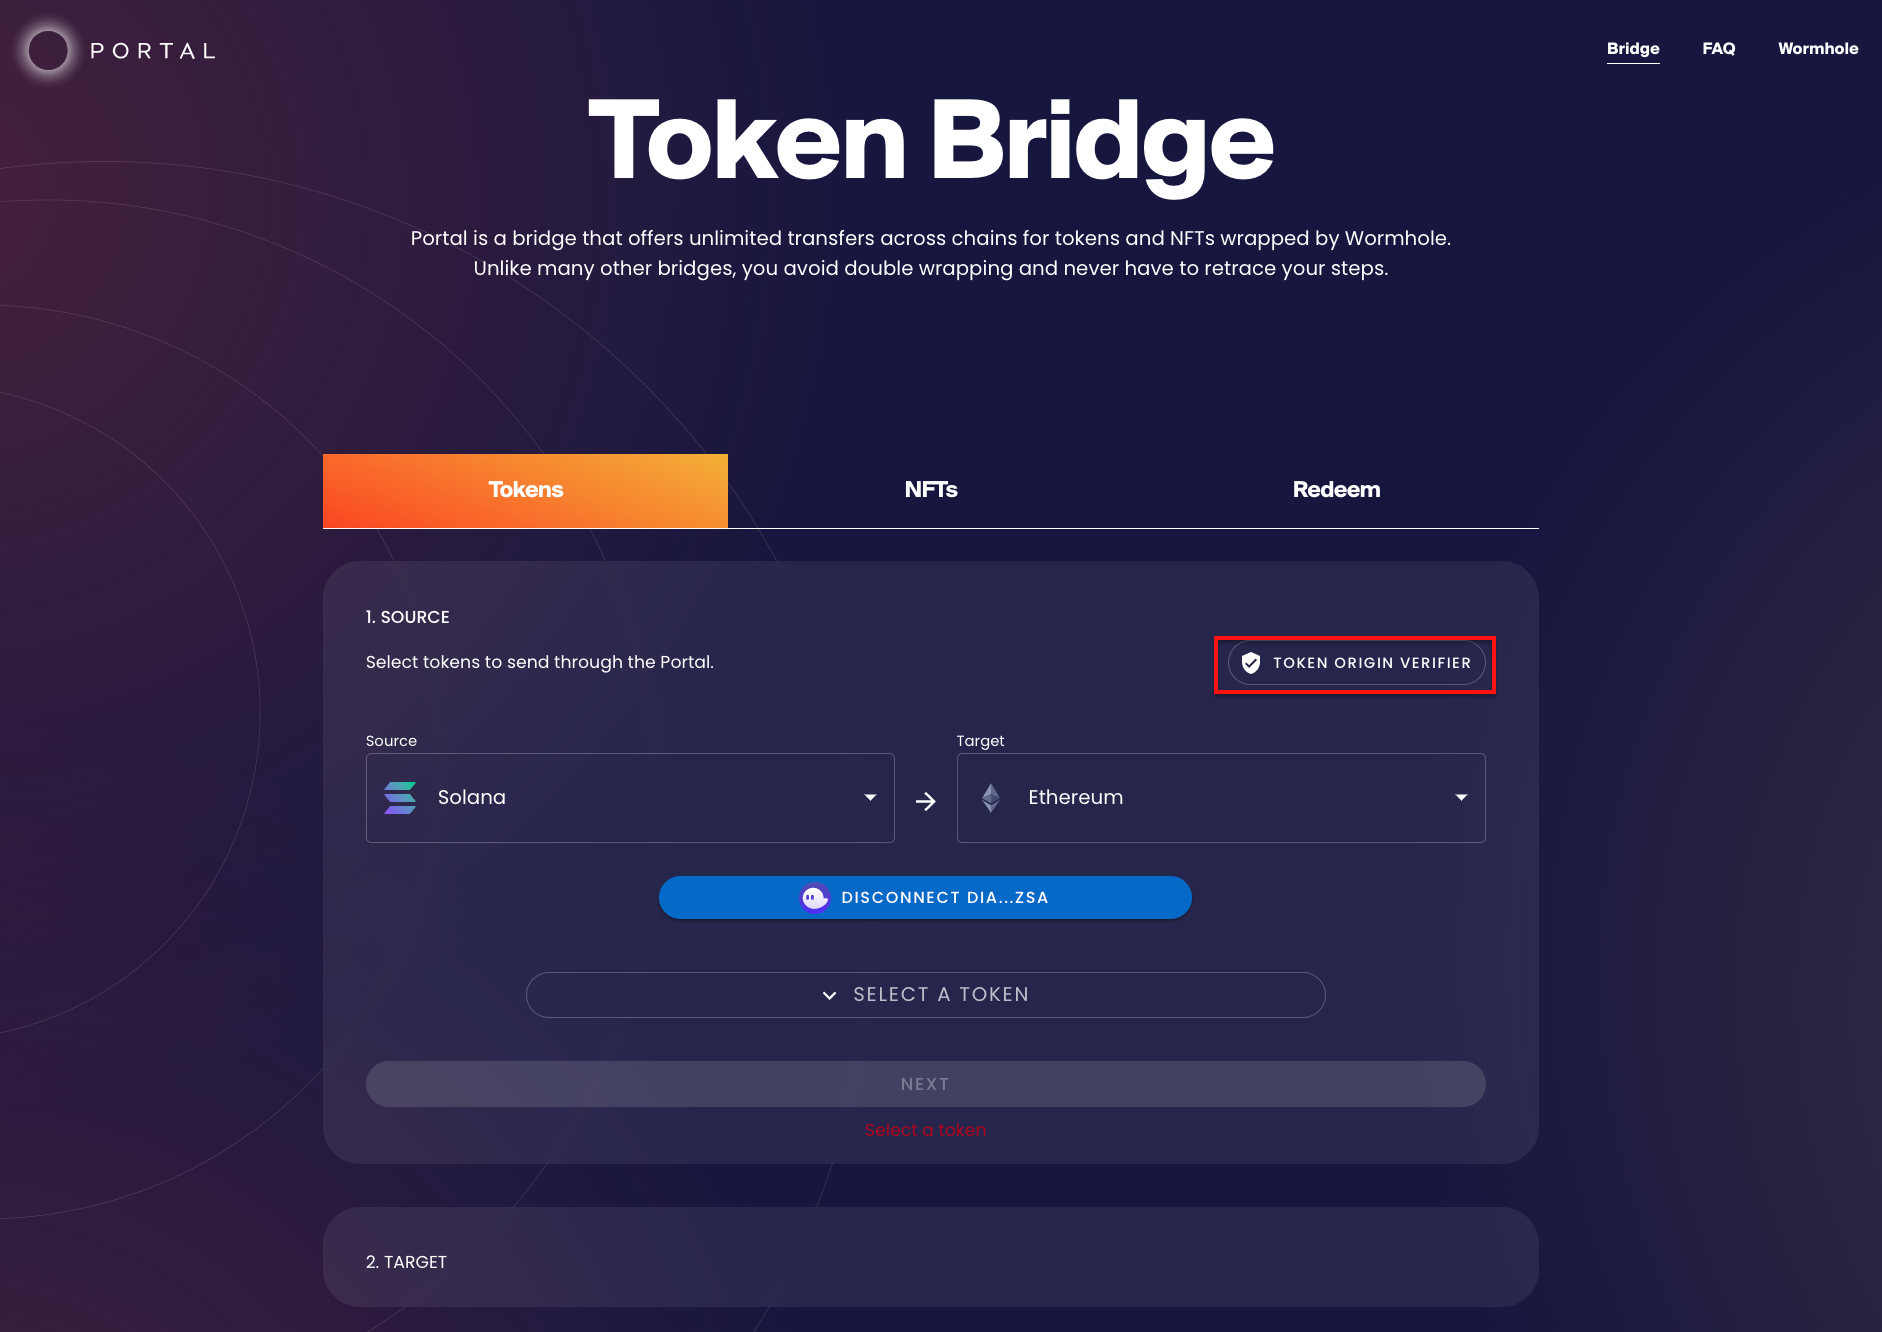 PORTAL
Bridge
FAQ
Wormhole
Token Bridge
Portal is a bridge that offers unlimited transfers across chains for tokens and NFTs wrapped by Wormhole.
Unlike many other bridges, you avoid double wrapping and never have to retrace your steps.
Tokens
NFTs
Redeem
1. SOURCE
Select tokens to send through the Portal.
TOKEN ORIGIN VERIFIER
Source
Target
Solana
Ethereum
DISCONNECT DIA...ZSA
SELECT A TOKEN
NEXT
Select a token
2. TARGET